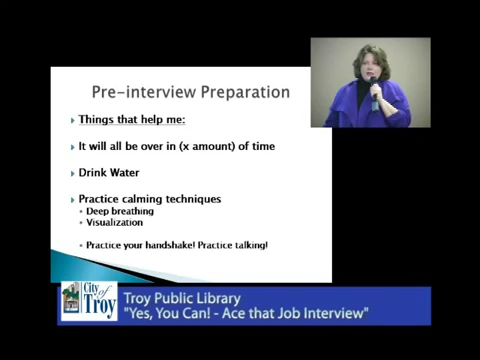 Pre-interview Preparation
Things that help me:
It will all be over in (x amount) of time
Drink Water
Practice calming techniques
Deep breathing
Visualization
Practice your handshake! Practice talking!
City of
Troy
Troy Public Library
"Yes, You Can! - Ace that Job Interview"